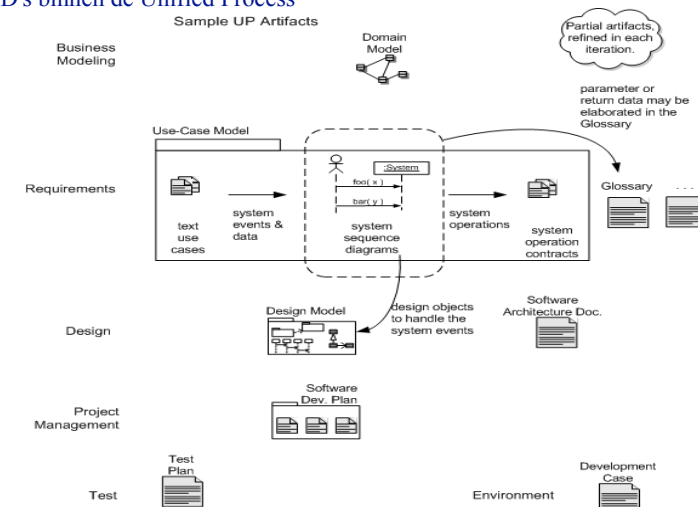 D's binnen de Unified Process
Sample UP Artifacts
Business
Modeling
Domain
Model
Partial artifacts,
refined in each
iteration.
parameter or
return data may be
elaborated in the
Glossary
Use-Case Model
Requirements
text
use
cases
system
events &
data
:System
foo( x )
bar( y )
system
sequence
diagrams
system
operations
system
operation
contracts
Glossary
. . .
Design
Design Model
design objects
to handle the
system events
Software
Architecture Doc.
Project
Management
Software
Dev. Plan
Test
Test
Plan
Environment
Development
Case